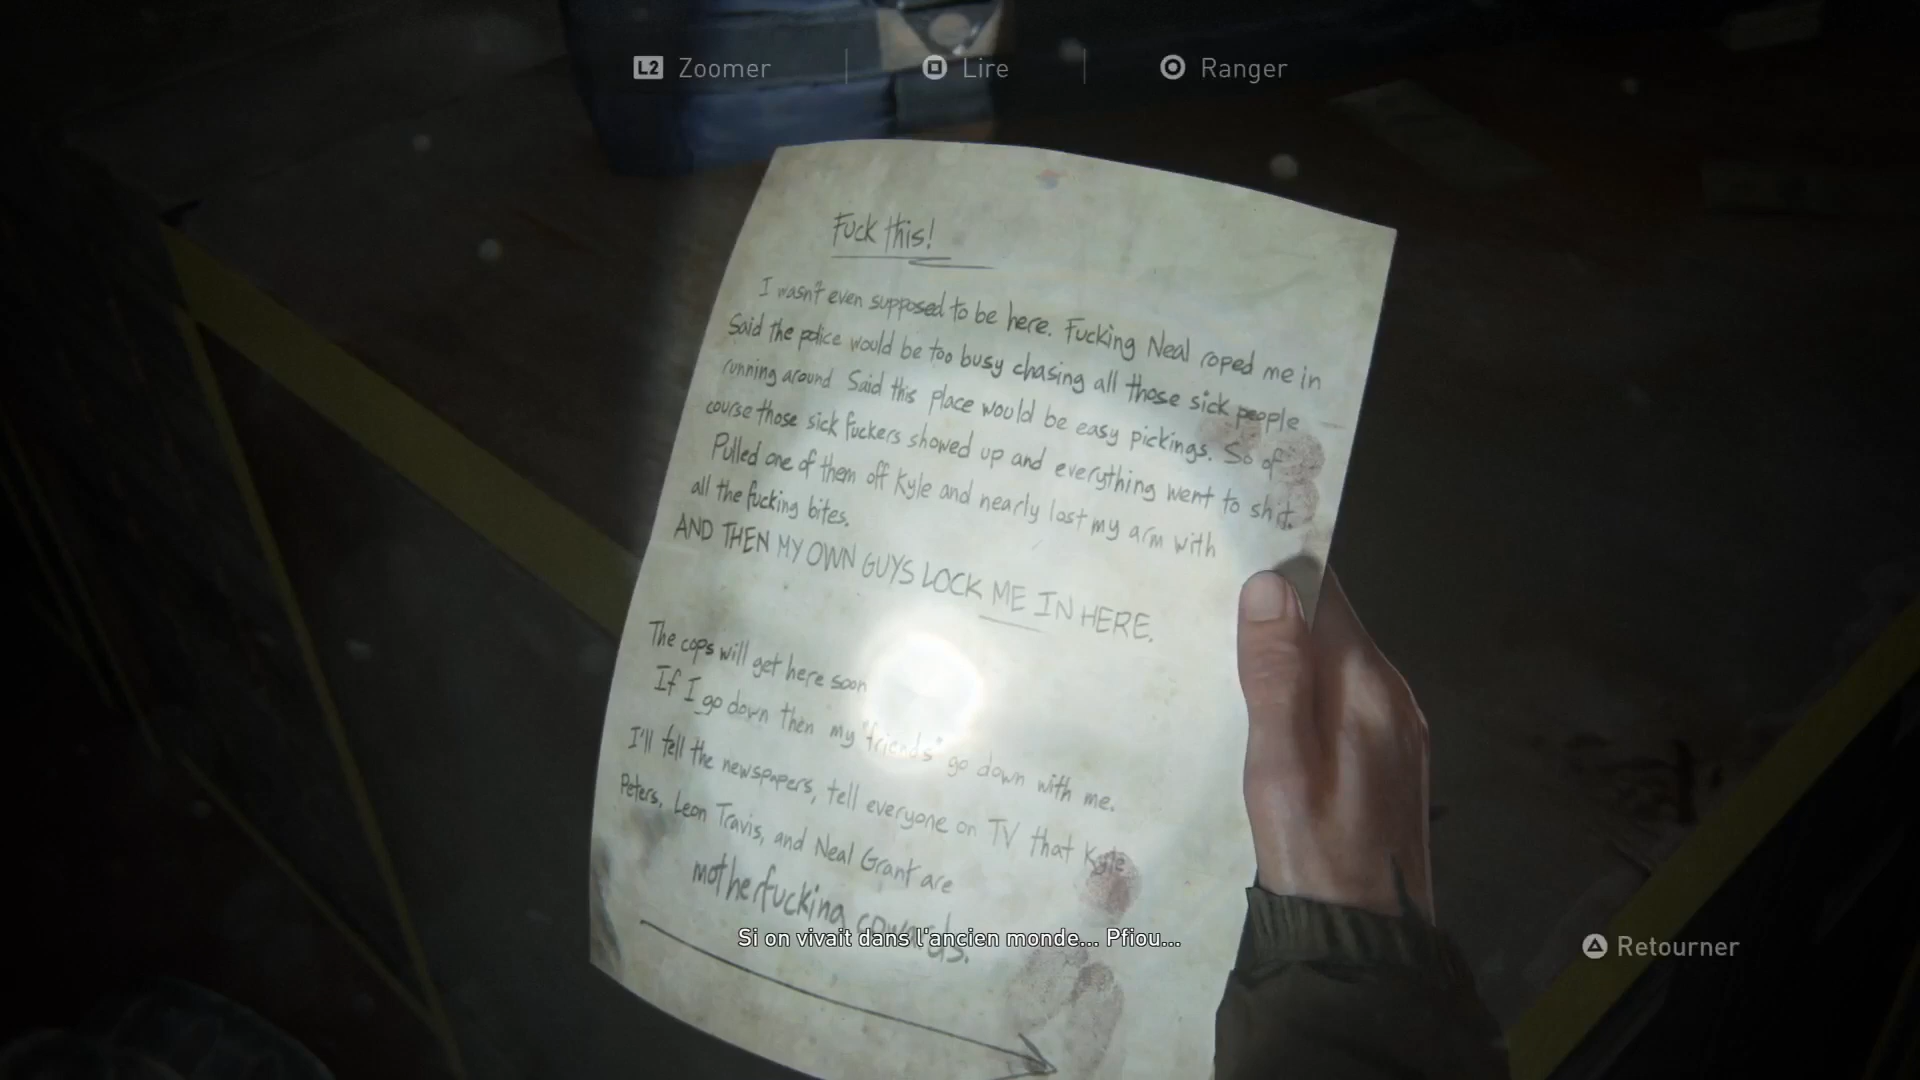 L2 Zoomer
Lire
Ranger
Fuck this!
I wasn't even supposed to be here. Fucking Neal roped me in
Said the police would be too busy chasing all those sick people
running around Said this place would be easy pickings. So of
course those sick fuckers showed up and everything went to shit.
Pulled one of them off Kyle and nearly lost my arm with
all the fucking bites.
AND THEN MY OWN GUYS LOCK ME IN HERE.
The cops will get here soon
If I go down then my "friends" go down with me.
I'll tell the newspapers, tell everyone on TV that Kyle
Peters, Leon Travis, and Neal Grant are
motherfucking cowards.
Si on vivait dans l'ancien monde... Pfiou...
Retourner